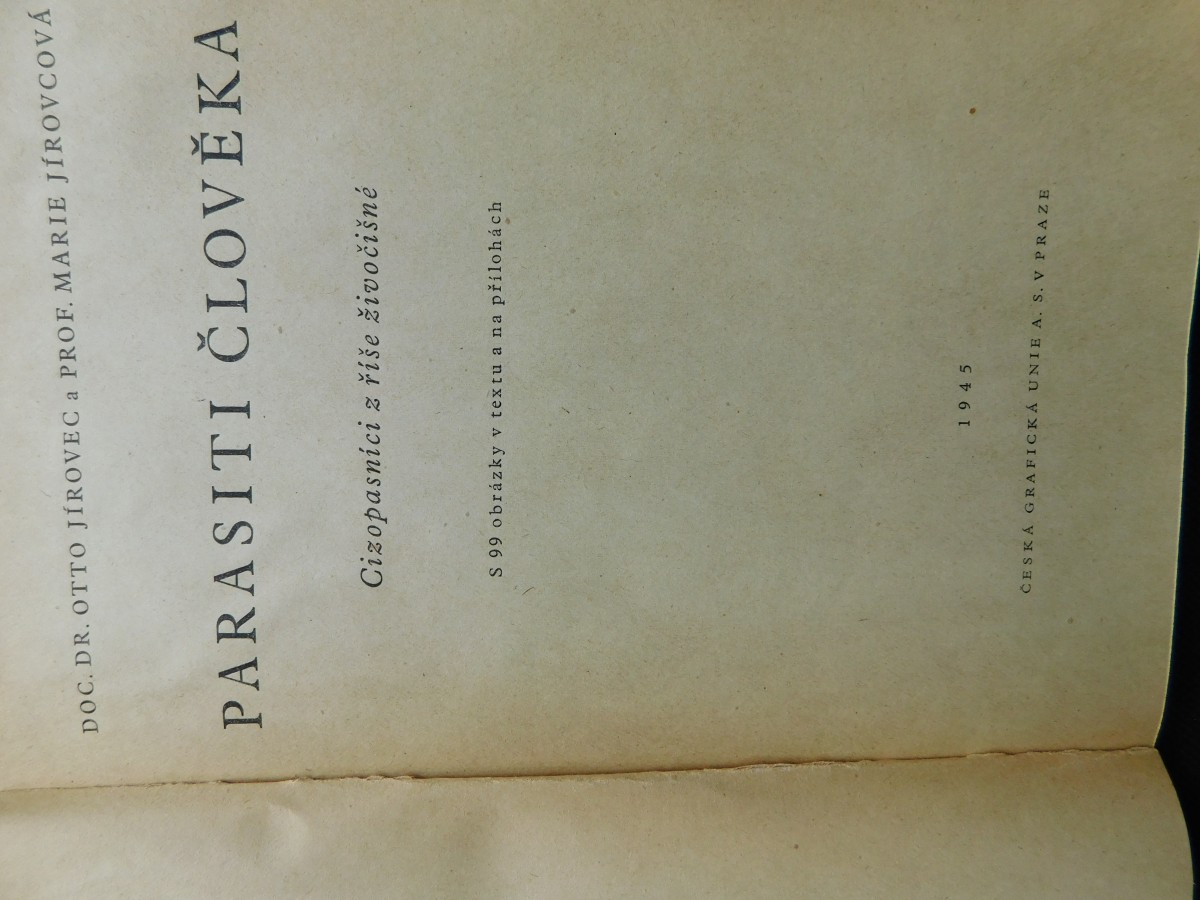 DOC. DR. OTTO JÍROVEC a PROF. MARIE JÍROVCOVÁ
PARASITI ČLOVĚKA
Cizopasníci z říše živočišné
S 99 obrázky v textu a na přílohách
1945
ČESKÁ GRAFICKÁ UNIE A. S. V PRAZE